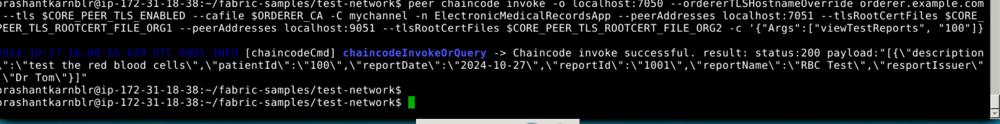 prashantkarnblr@ip-172-31-18-38:~/fabric-samples/test-network$ peer chaincode invoke -o localhost:7050 --ordererTLSHostnameOverride orderer.example.com
--tls $CORE_PEER_TLS_ENABLED --cafile $ORDERER_CA -C mychannel -n ElectronicMedicalRecordsApp --peerAddresses localhost:7051 --tlsRootCertFiles $CORE_
PEER_TLS_ROOTCERT_FILE_ORG1 --peerAddresses localhost:9051 --tlsRootCertFiles $CORE_PEER_TLS_ROOTCERT_FILE_ORG2 -c '{"Args":["viewTestReports", "100"]}
2024-10-27 16:06:55.649 UTC 0001 INFO [chaincodeCmd] chaincodeInvokeOrQuery -> Chaincode invoke successful. result: status:200 payload:"[{\"description
\":\"test the red blood cells\",\"patientId\":\"100\",\"reportDate\":\"2024-10-27\",\"reportId\":\"1001\",\"reportName\":\"RBC Test\",\"resportIssuer\"
\"Dr Tom\"}]"
prashantkarnblr@ip-172-31-18-38:~/fabric-samples/test-network$
prashantkarnblr@ip-172-31-18-38:~/fabric-samples/test-network$